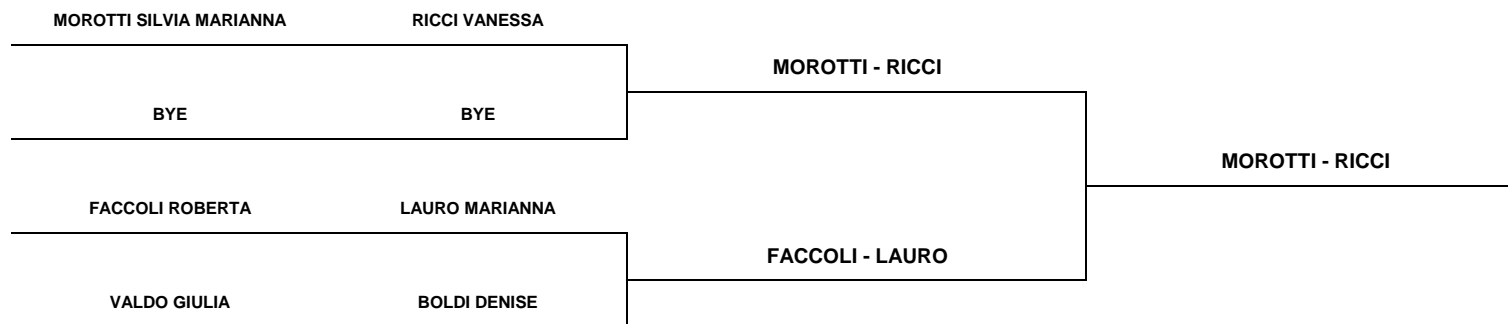 MOROTTI SILVIA MARIANNA RICCI VANESSA
MOROTTI - RICCI
BYE BYE
MOROTTI - RICCI
FACCOLI ROBERTA LAURO MARIANNA
FACCOLI - LAURO
VALDO GIULIA BOLDI DENISE